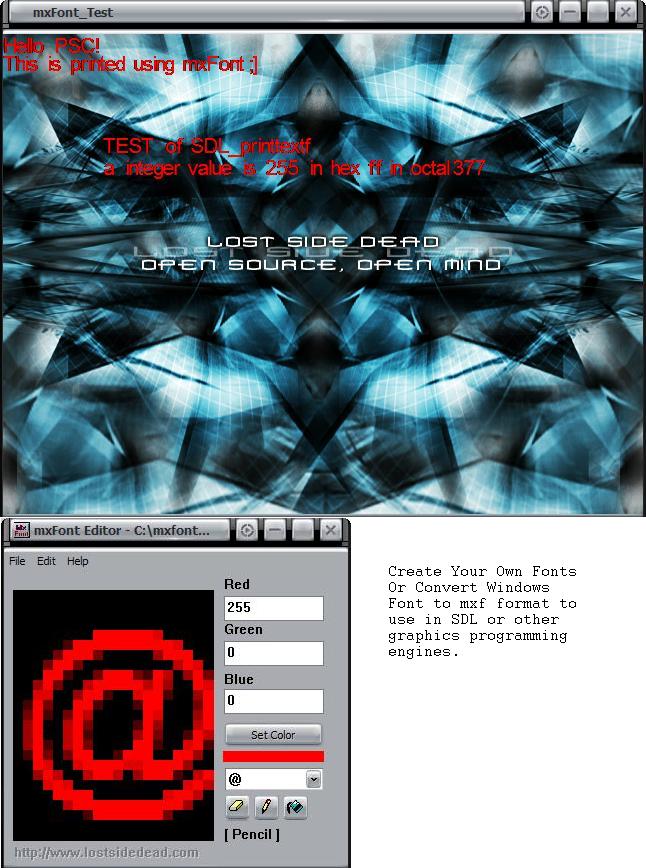 mxFont_Test
Hello PSC!
This is printed using mxFont ;]
TEST of SDL_printtextf
a integer value is 255 in hex ff in octal 377
LOST SIDE DEAD
LOST SIDE DEAD
OPEN SOURCE, OPEN MIND
mxFont Editor - C:\mxfont...
File Edit Help
Red
255
Green
0
Blue
0
Set Color
@
@
[ Pencil ]
http://www.lostsidedead.com
Create Your Own Fonts
Or Convert Windows
Font to mxf format to
use in SDL or other
graphics programming
engines.